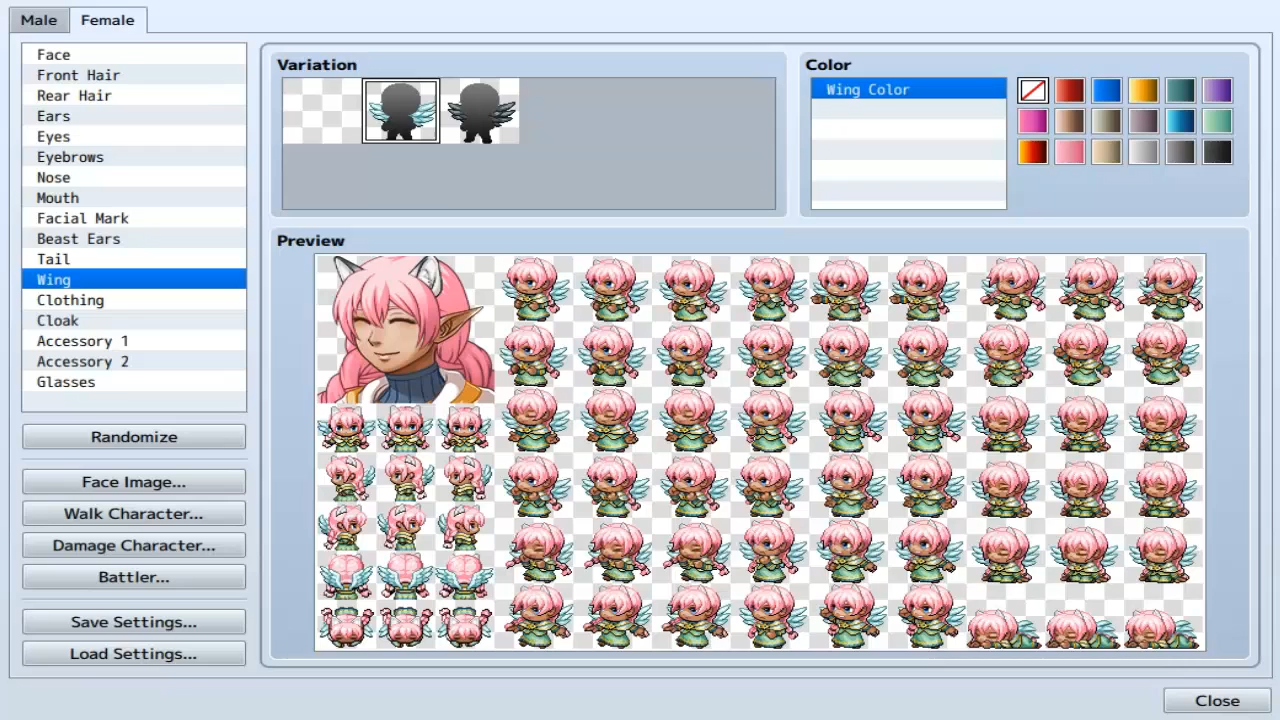 Male
Female
Face
Front Hair
Rear Hair
Ears
Eyes
Eyebrows
Nose
Mouth
Facial Mark
Beast Ears
Tail
Wing
Clothing
Cloak
Accessory 1
Accessory 2
Glasses
Randomize
Face Image...
Walk Character...
Damage Character...
Battler...
Save Settings...
Load Settings...
Variation
Color
Wing Color
Preview
Close